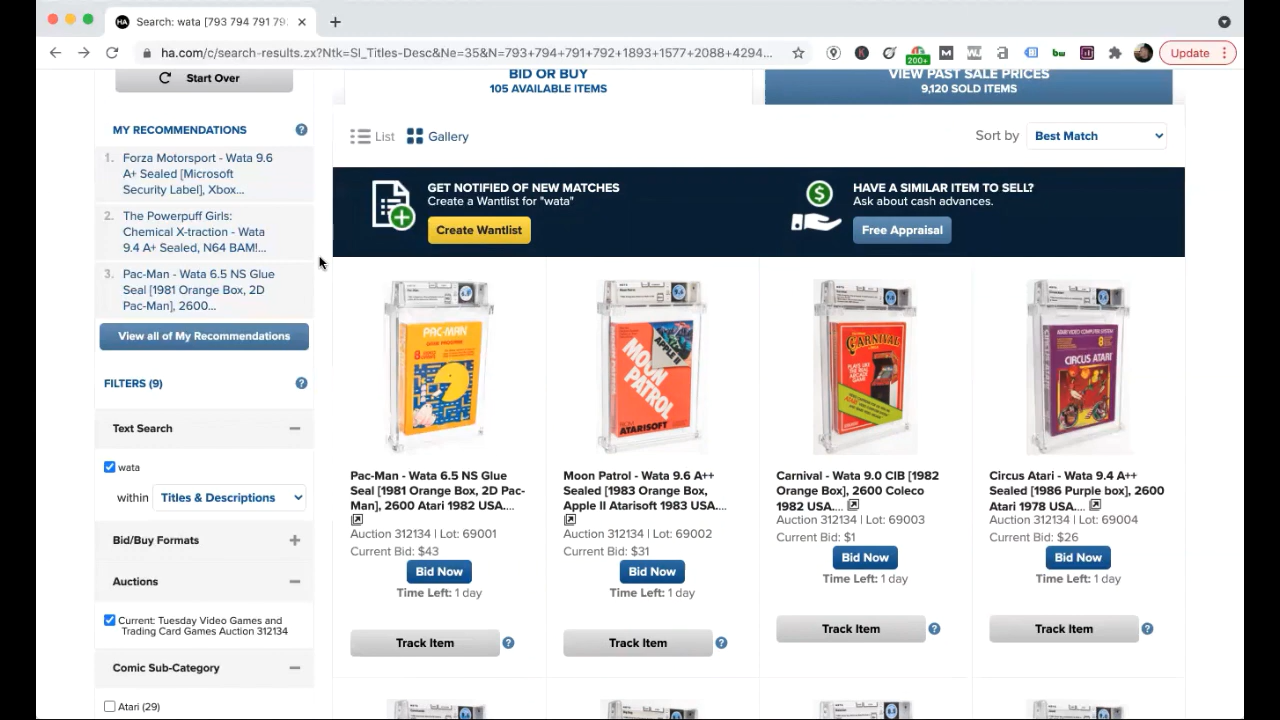 Search: wata [793 794 791 79
ha.com/c/search-results.zx?Ntk=SI_Titles-Desc&Ne=35&N=793+794+791+792+1893+1577+2088+4294...
200+
Update
Start Over
BID OR BUY
105 AVAILABLE ITEMS
VIEW PAST SALE PRICES
9,120 SOLD ITEMS
MY RECOMMENDATIONS
1. Forza Motorsport - Wata 9.6
A+ Sealed [Microsoft
Security Label], Xbox...
2. The Powerpuff Girls:
Chemical X-traction - Wata
9.4 A+ Sealed, N64 BAM!...
3. Pac-Man - Wata 6.5 NS Glue
Seal [1981 Orange Box, 2D
Pac-Man], 2600...
View all of My Recommendations
FILTERS (9)
Text Search
wata
within Titles & Descriptions
Bid/Buy Formats
Auctions
Current: Tuesday Video Games and
Trading Card Games Auction 312134
Comic Sub-Category
Atari (29)
List Gallery
Sort by Best Match
GET NOTIFIED OF NEW MATCHES
Create a Wantlist for "wata"
Create Wantlist
HAVE A SIMILAR ITEM TO SELL?
Ask about cash advances.
Free Appraisal
PAC-MAN
MOON
PATROL
ATARISOFT
CARNIVAL
CIRCUS ATARI
Pac-Man - Wata 6.5 NS Glue
Seal [1981 Orange Box, 2D Pac-
Man], 2600 Atari 1982 USA....
Auction 312134 | Lot: 69001
Current Bid: $43
Bid Now
Time Left: 1 day
Track Item
Moon Patrol - Wata 9.6 A++
Sealed [1983 Orange Box,
Apple II Atarisoft 1983 USA....
Auction 312134 | Lot: 69002
Current Bid: $31
Bid Now
Time Left: 1 day
Track Item
Carnival - Wata 9.0 CIB [1982
Orange Box], 2600 Coleco
1982 USA....
Auction 312134 | Lot: 69003
Current Bid: $1
Bid Now
Time Left: 1 day
Track Item
Circus Atari - Wata 9.4 A++
Sealed [1986 Purple box], 2600
Atari 1978 USA....
Auction 312134 | Lot: 69004
Current Bid: $26
Bid Now
Time Left: 1 day
Track Item